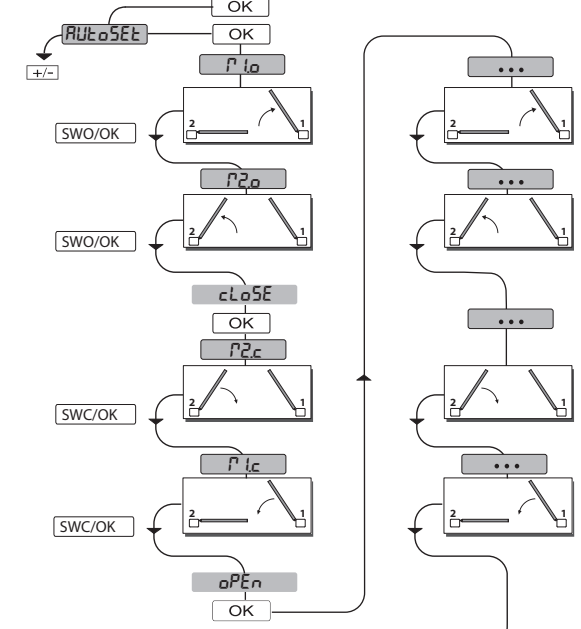 OK
AUtoSEt
OK
+/-
M1.o
2 1
SWO/OK
M2.o
2 1
SWO/OK
cLoSE
OK
M2.c
2 1
SWC/OK
M1.c
2 1
SWC/OK
oPEn
OK
...
2 1
...
2 1
...
2 1
...
2 1